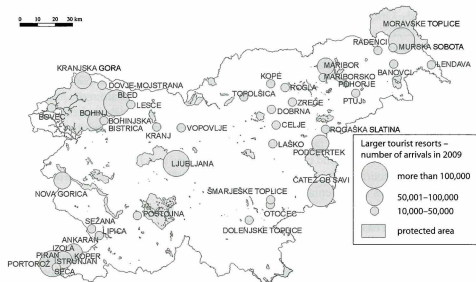 0 10 20 30 km
MORAVSKE TOPLICE
RADENCI
MURSKA SOBOTA
KRANJSKA GORA
MARIBOR
LENDAVA
DOVJE-MOJSTRANA
KOPE
ROGLA
MARIBORSKO
POHORJE
BANOVCI
BLED
LESCE
TOPOLŠICA
ZREČE
PTUJ
BOVEC
BOHINJ
BOHINJSKA
BISTRICA
DOBRNA
KRANJ
VOPOVLJE
CELJE
ROGAŠKA SLATINA
LAŠKO
PODČETRTEK
LJUBLJANA
ČATEŽ OB SAVI
NOVA GORICA
ŠMARJEŠKE TOPLICE
POSTOJNA
OTOČEC
SEŽANA
LIPICA
DOLENJSKE TOPLICE
ANKARAN
IZOLA
PIRAN
KOPER
PORTOROŽ
STRUNJAN
SEČA
Larger tourist resorts –
number of arrivals in 2009
more than 100,000
50,001–100,000
10,000–50,000
protected area